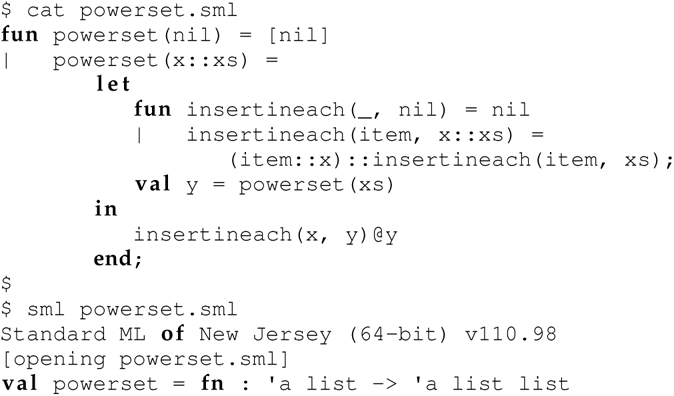 $ cat powerset.sml
fun powerset(nil) = [nil]
|   powerset(x::xs) =
       let
          fun insertineach(_, nil) = nil
          |   insertineach(item, x::xs) =
                 (item::x)::insertineach(item, xs);
          val y = powerset(xs)
       in
          insertineach(x, y)@y
       end;
$
$ sml powerset.sml
Standard ML of New Jersey (64-bit) v110.98
[opening powerset.sml]
val powerset = fn : 'a list -> 'a list list